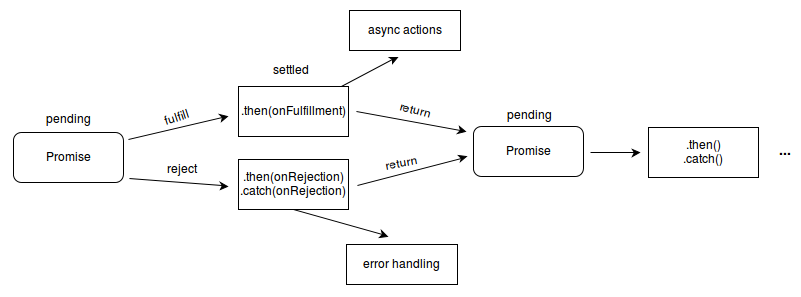 async actions
settled
pending
fulfill
.then(onFulfillment)
return
pending
Promise
Promise
.then()
.catch()
...
reject
.then(onRejection)
.catch(onRejection)
return
error handling